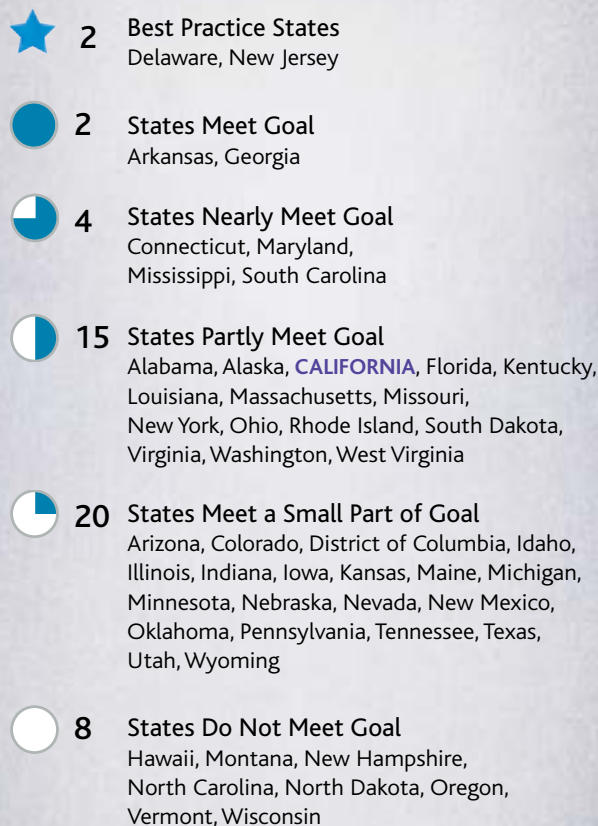 2 Best Practice States
Delaware, New Jersey
2 States Meet Goal
Arkansas, Georgia
4 States Nearly Meet Goal
Connecticut, Maryland,
Mississippi, South Carolina
15 States Partly Meet Goal
Alabama, Alaska, CALIFORNIA, Florida, Kentucky,
Louisiana, Massachusetts, Missouri,
New York, Ohio, Rhode Island, South Dakota,
Virginia, Washington, West Virginia
20 States Meet a Small Part of Goal
Arizona, Colorado, District of Columbia, Idaho,
Illinois, Indiana, Iowa, Kansas, Maine, Michigan,
Minnesota, Nebraska, Nevada, New Mexico,
Oklahoma, Pennsylvania, Tennessee, Texas,
Utah, Wyoming
8 States Do Not Meet Goal
Hawaii, Montana, New Hampshire,
North Carolina, North Dakota, Oregon,
Vermont, Wisconsin